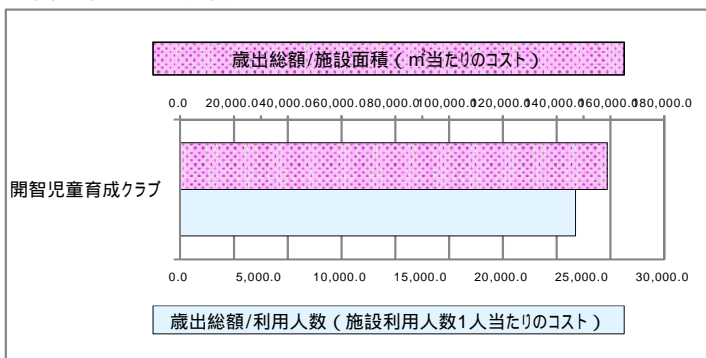 歳出総額/施設面積（㎡当たりのコスト）
0.0 20,000.0 40,000.0 60,000.0 80,000.0 100,000.0 120,000.0 140,000.0 160,000.0 180,000.0
開智児童育成クラブ
0.0 5,000.0 10,000.0 15,000.0 20,000.0 25,000.0 30,000.0
歳出総額/利用人数（施設利用人数1人当たりのコスト）